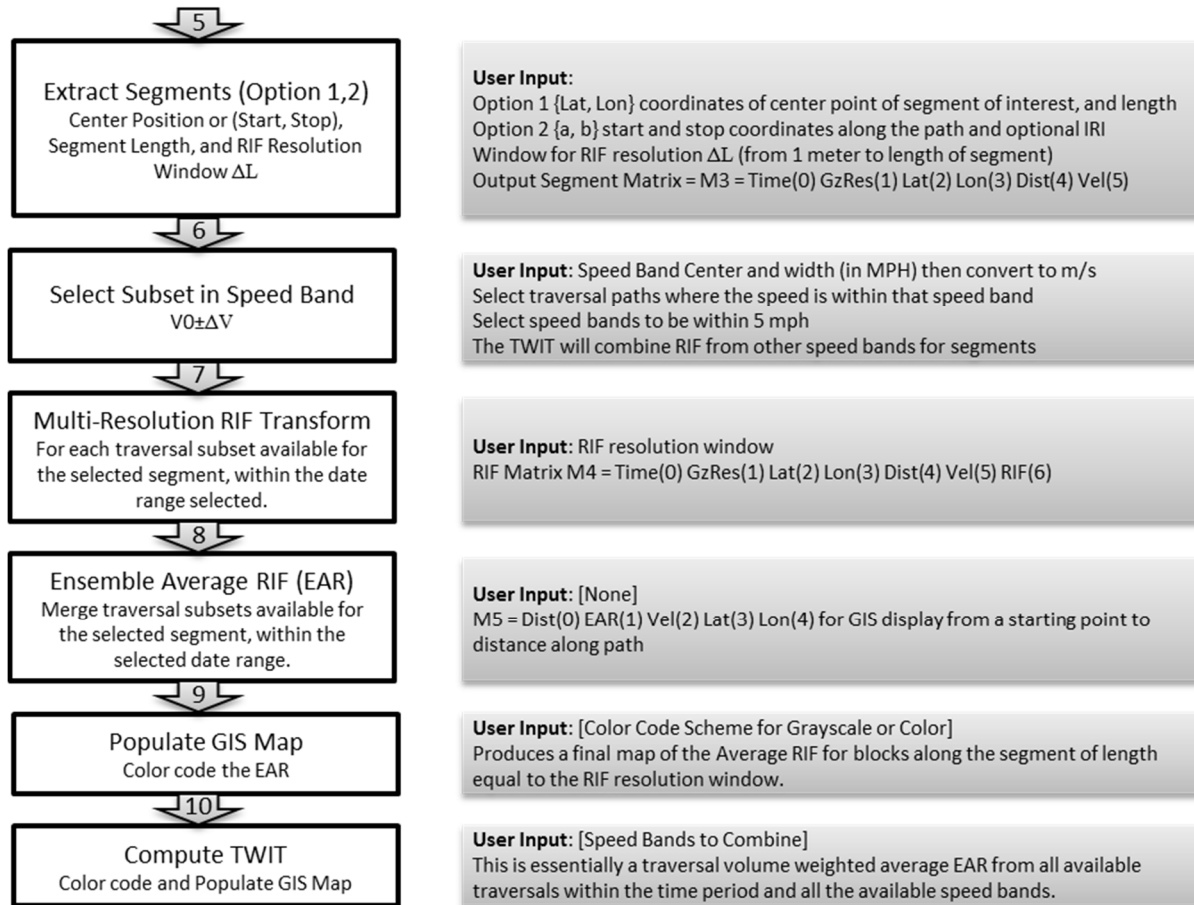 5
Extract Segments (Option 1,2)
Center Position or (Start, Stop),
Segment Length, and RIF Resolution
Window ΔL
User Input:
Option 1 {Lat, Lon} coordinates of center point of segment of interest, and length
Option 2 {a, b} start and stop coordinates along the path and optional IRI
Window for RIF resolution ΔL (from 1 meter to length of segment)
Output Segment Matrix = M3 = Time(0) GzRes(1) Lat(2) Lon(3) Dist(4) Vel(5)
6
Select Subset in Speed Band
V0±ΔV
User Input: Speed Band Center and width (in MPH) then convert to m/s
Select traversal paths where the speed is within that speed band
Select speed bands to be within 5 mph
The TWIT will combine RIF from other speed bands for segments
7
Multi-Resolution RIF Transform
For each traversal subset available for
the selected segment, within the date
range selected.
User Input: RIF resolution window
RIF Matrix M4 = Time(0) GzRes(1) Lat(2) Lon(3) Dist(4) Vel(5) RIF(6)
8
Ensemble Average RIF (EAR)
Merge traversal subsets available for
the selected segment, within the
selected date range.
User Input: [None]
M5 = Dist(0) EAR(1) Vel(2) Lat(3) Lon(4) for GIS display from a starting point to
distance along path
9
Populate GIS Map
Color code the EAR
User Input: [Color Code Scheme for Grayscale or Color]
Produces a final map of the Average RIF for blocks along the segment of length
equal to the RIF resolution window.
10
Compute TWIT
Color code and Populate GIS Map
User Input: [Speed Bands to Combine]
This is essentially a traversal volume weighted average EAR from all available
traversals within the time period and all the available speed bands.